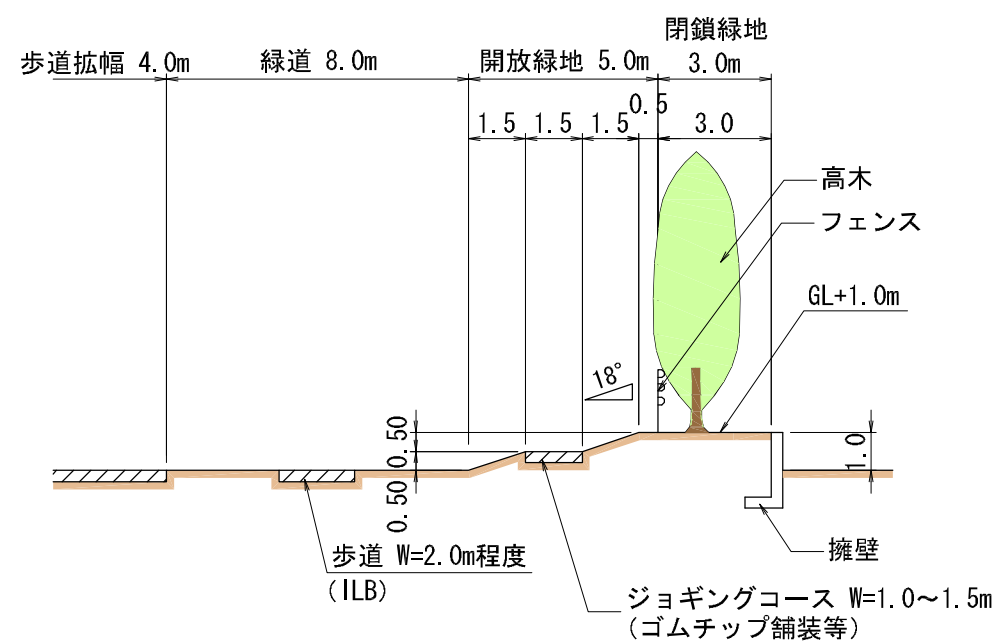 閉鎖緑地
歩道拡幅 4.0m
緑道 8.0m
開放緑地 5.0m
3.0m
0.5
1.5
1.5
1.5
3.0
高木
フェンス
GL+1.0m
18°
0.50
0.50
1.0
歩道 W=2.0m程度
(ILB)
擁壁
ジョギングコース W=1.0～1.5m
(ゴムチップ舗装等)